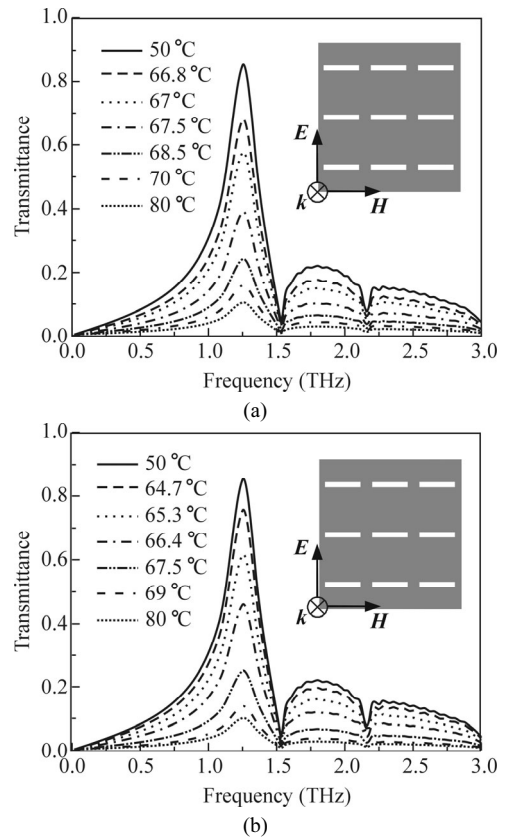 1.0
0.8
0.6
0.4
0.2
0.0
Transmittance
50 °C
66.8 °C
67 °C
67.5 °C
68.5 °C
70 °C
80 °C
E
k
H
0.0 0.5 1.0 1.5 2.0 2.5 3.0
Frequency (THz)
(a)
1.0
0.8
0.6
0.4
0.2
0.0
Transmittance
50 °C
64.7 °C
65.3 °C
66.4 °C
67.5 °C
69 °C
80 °C
E
k
H
0.0 0.5 1.0 1.5 2.0 2.5 3.0
Frequency (THz)
(b)